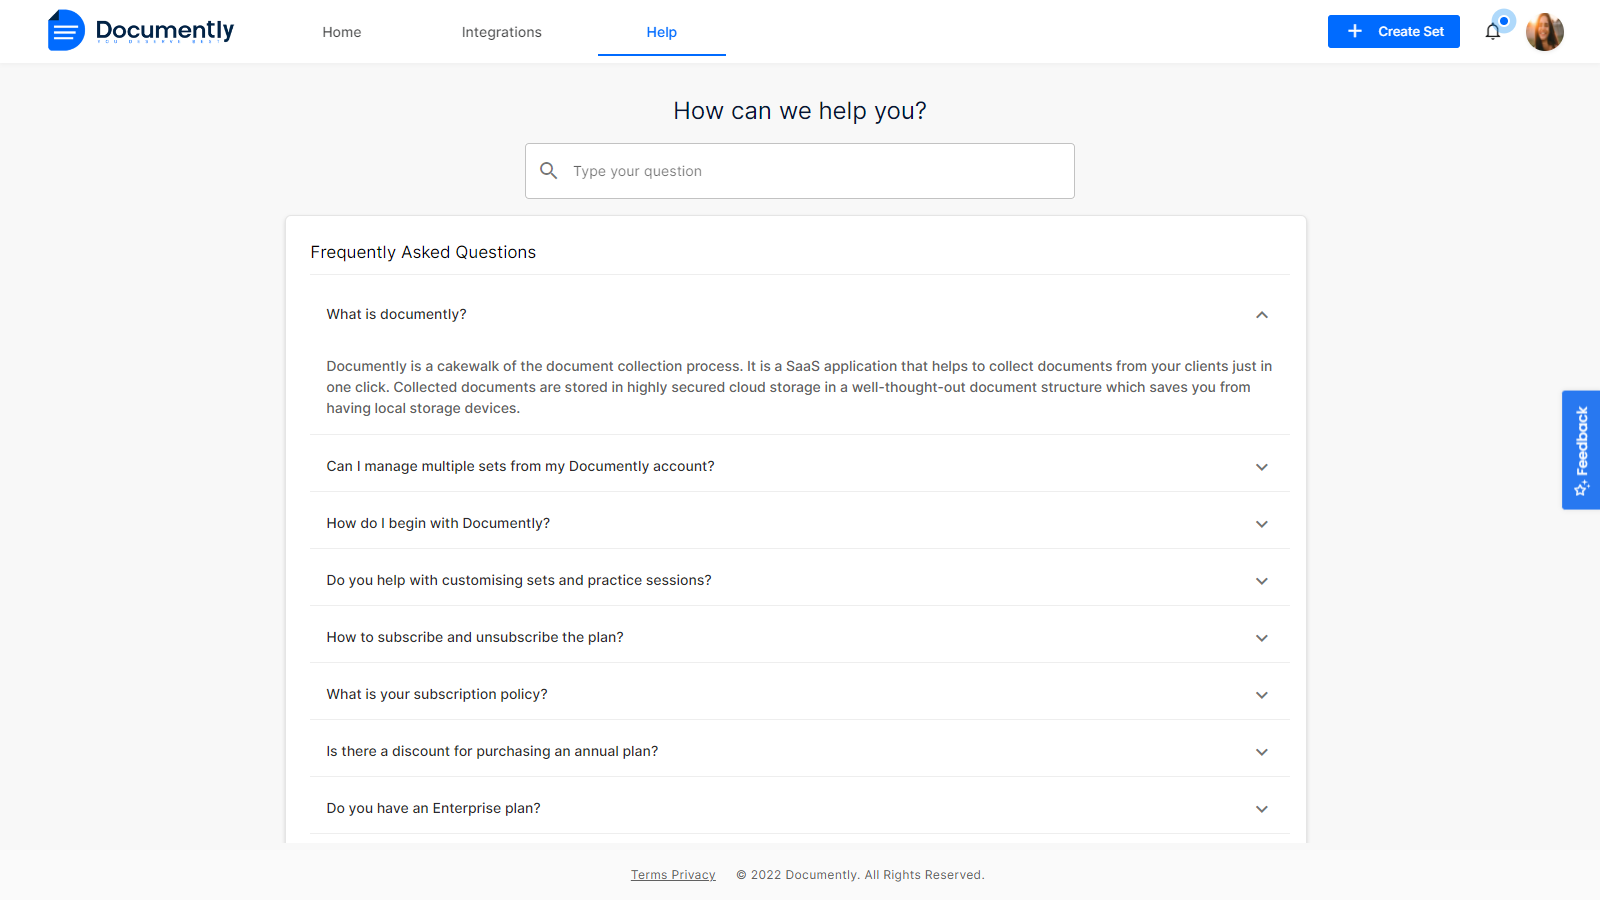 Documently
YOU DESERVE BEST
Home
Integrations
Help
Create Set
How can we help you?
Type your question
Frequently Asked Questions
What is documently?
Documently is a cakewalk of the document collection process. It is a SaaS application that helps to collect documents from your clients just in
one click. Collected documents are stored in highly secured cloud storage in a well-thought-out document structure which saves you from
having local storage devices.
Can I manage multiple sets from my Documently account?
How do I begin with Documently?
Do you help with customising sets and practice sessions?
How to subscribe and unsubscribe the plan?
What is your subscription policy?
Is there a discount for purchasing an annual plan?
Do you have an Enterprise plan?
Feedback
Terms Privacy
© 2022 Documently. All Rights Reserved.